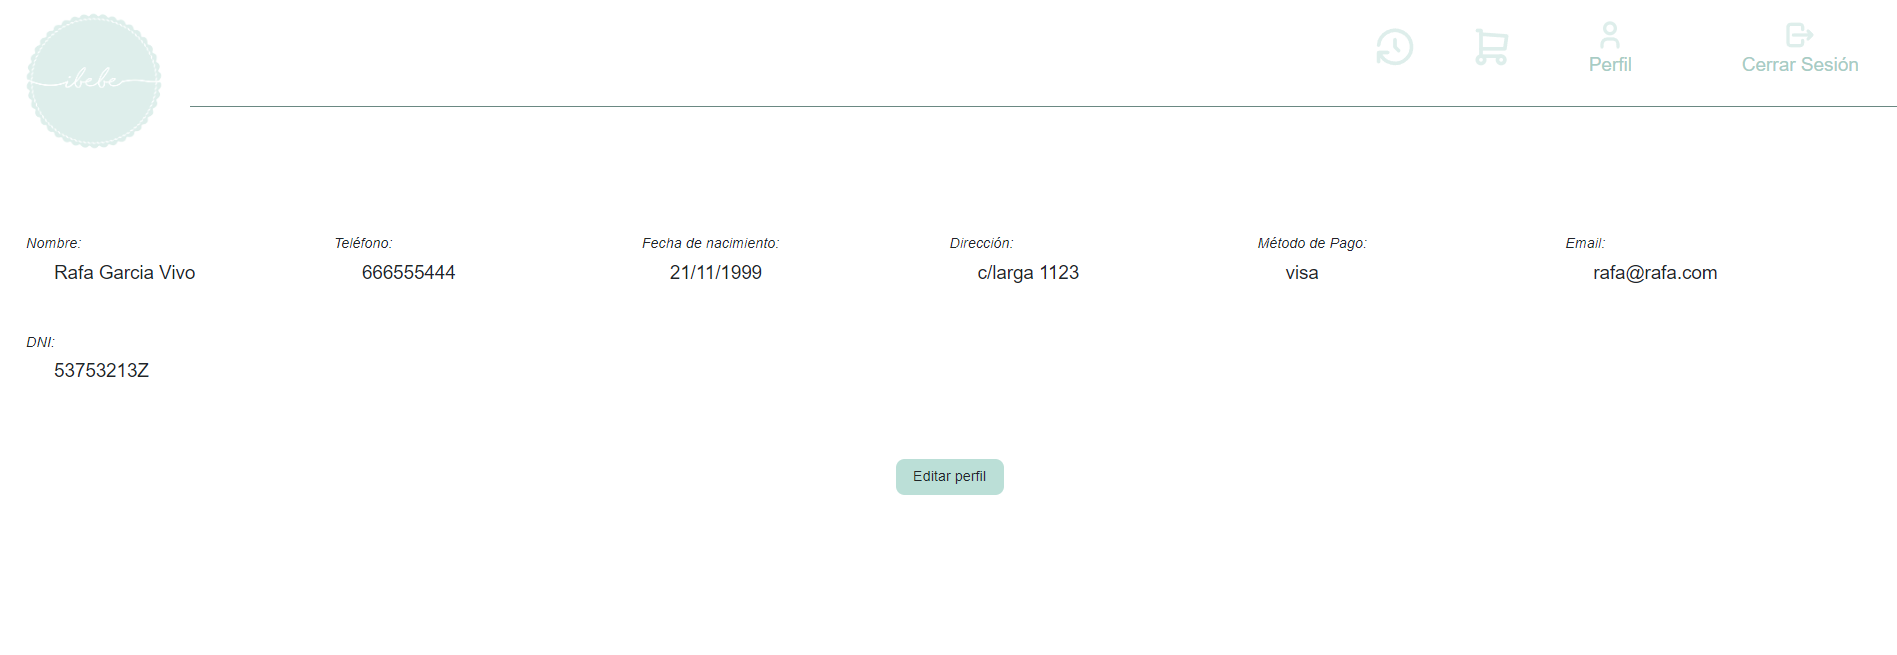 ibebe
Perfil
Cerrar Sesión
Nombre:
Rafa Garcia Vivo
Teléfono:
666555444
Fecha de nacimiento:
21/11/1999
Dirección:
c/larga 1123
Método de Pago:
visa
Email:
rafa@rafa.com
DNI:
53753213Z
Editar perfil